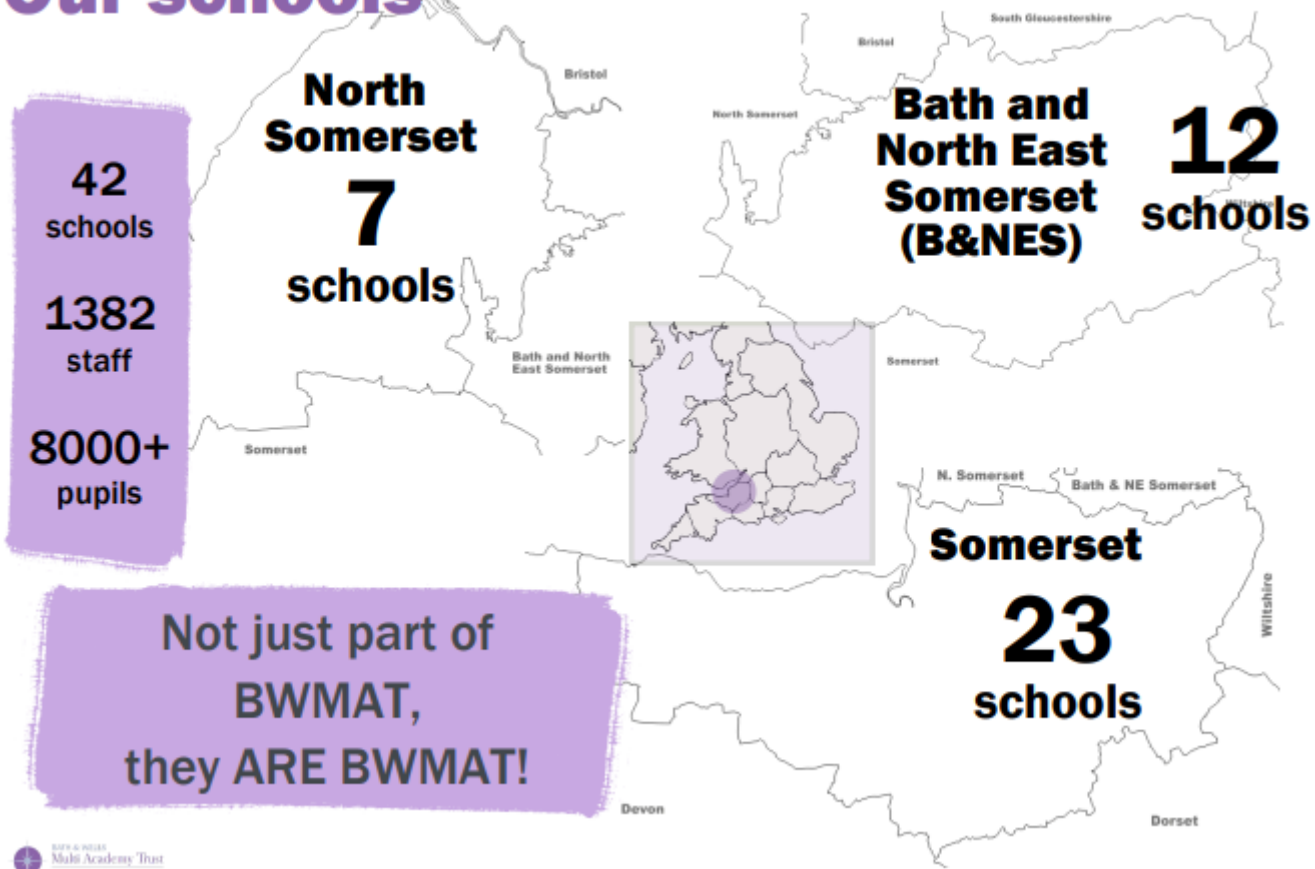 Our schools
42
schools
1382
staff
8000+
pupils
North
Somerset
7
schools
Bristol
Bath and North
East Somerset
Somerset
South Gloucestershire
Bristol
North Somerset
Bath and
North East
Somerset
(B&NES)
12
schools
Wiltshire
Somerset
N. Somerset
Bath & NE Somerset
Somerset
23
schools
Wiltshire
Devon
Dorset
Not just part of
BWMAT,
they ARE BWMAT!
BATH & WELLS
Multi Academy Trust